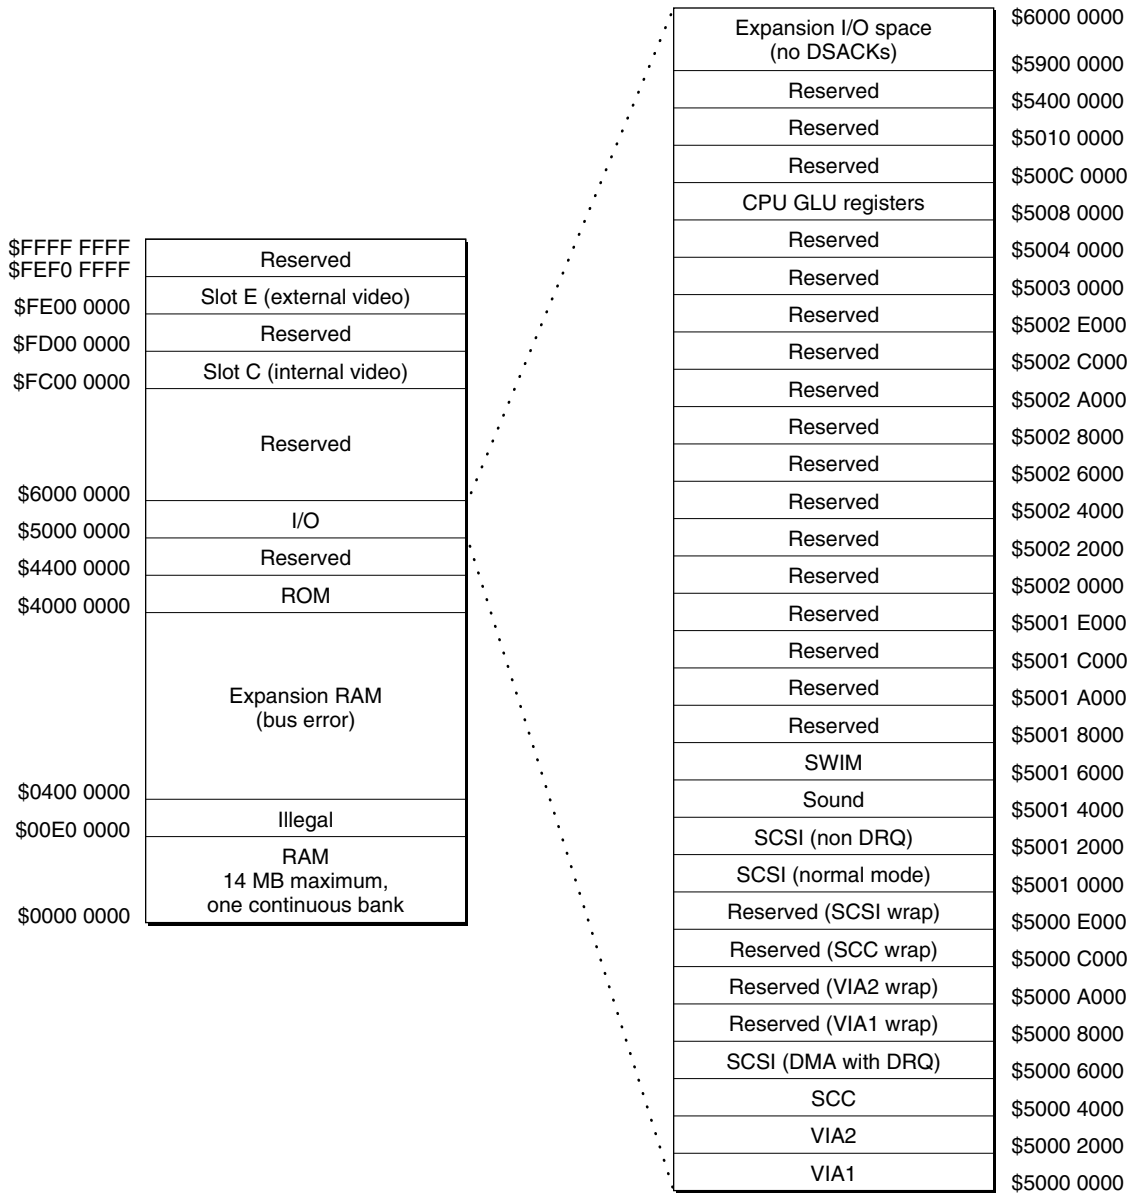 $FFFF FFFF
$FEF0 FFFF
Reserved
Slot E (external video)
$FE00 0000
Reserved
$FD00 0000
Slot C (internal video)
$FC00 0000
Reserved
$6000 0000
I/O
$5000 0000
Reserved
$4400 0000
ROM
$4000 0000
Expansion RAM
(bus error)
$0400 0000
Illegal
$00E0 0000
RAM
14 MB maximum,
one continuous bank
$0000 0000
$6000 0000
Expansion I/O space
(no DSACKs)
$5900 0000
Reserved
$5400 0000
Reserved
$5010 0000
Reserved
$500C 0000
CPU GLU registers
$5008 0000
Reserved
$5004 0000
Reserved
$5003 0000
Reserved
$5002 E000
Reserved
$5002 C000
Reserved
$5002 A000
Reserved
$5002 8000
Reserved
$5002 6000
Reserved
$5002 4000
Reserved
$5002 2000
Reserved
$5002 0000
Reserved
$5001 E000
Reserved
$5001 C000
Reserved
$5001 A000
Reserved
$5001 8000
SWIM
$5001 6000
Sound
$5001 4000
SCSI (non DRQ)
$5001 2000
SCSI (normal mode)
$5001 0000
Reserved (SCSI wrap)
$5000 E000
Reserved (SCC wrap)
$5000 C000
Reserved (VIA2 wrap)
$5000 A000
Reserved (VIA1 wrap)
$5000 8000
SCSI (DMA with DRQ)
$5000 6000
SCC
$5000 4000
VIA2
$5000 2000
VIA1
$5000 0000